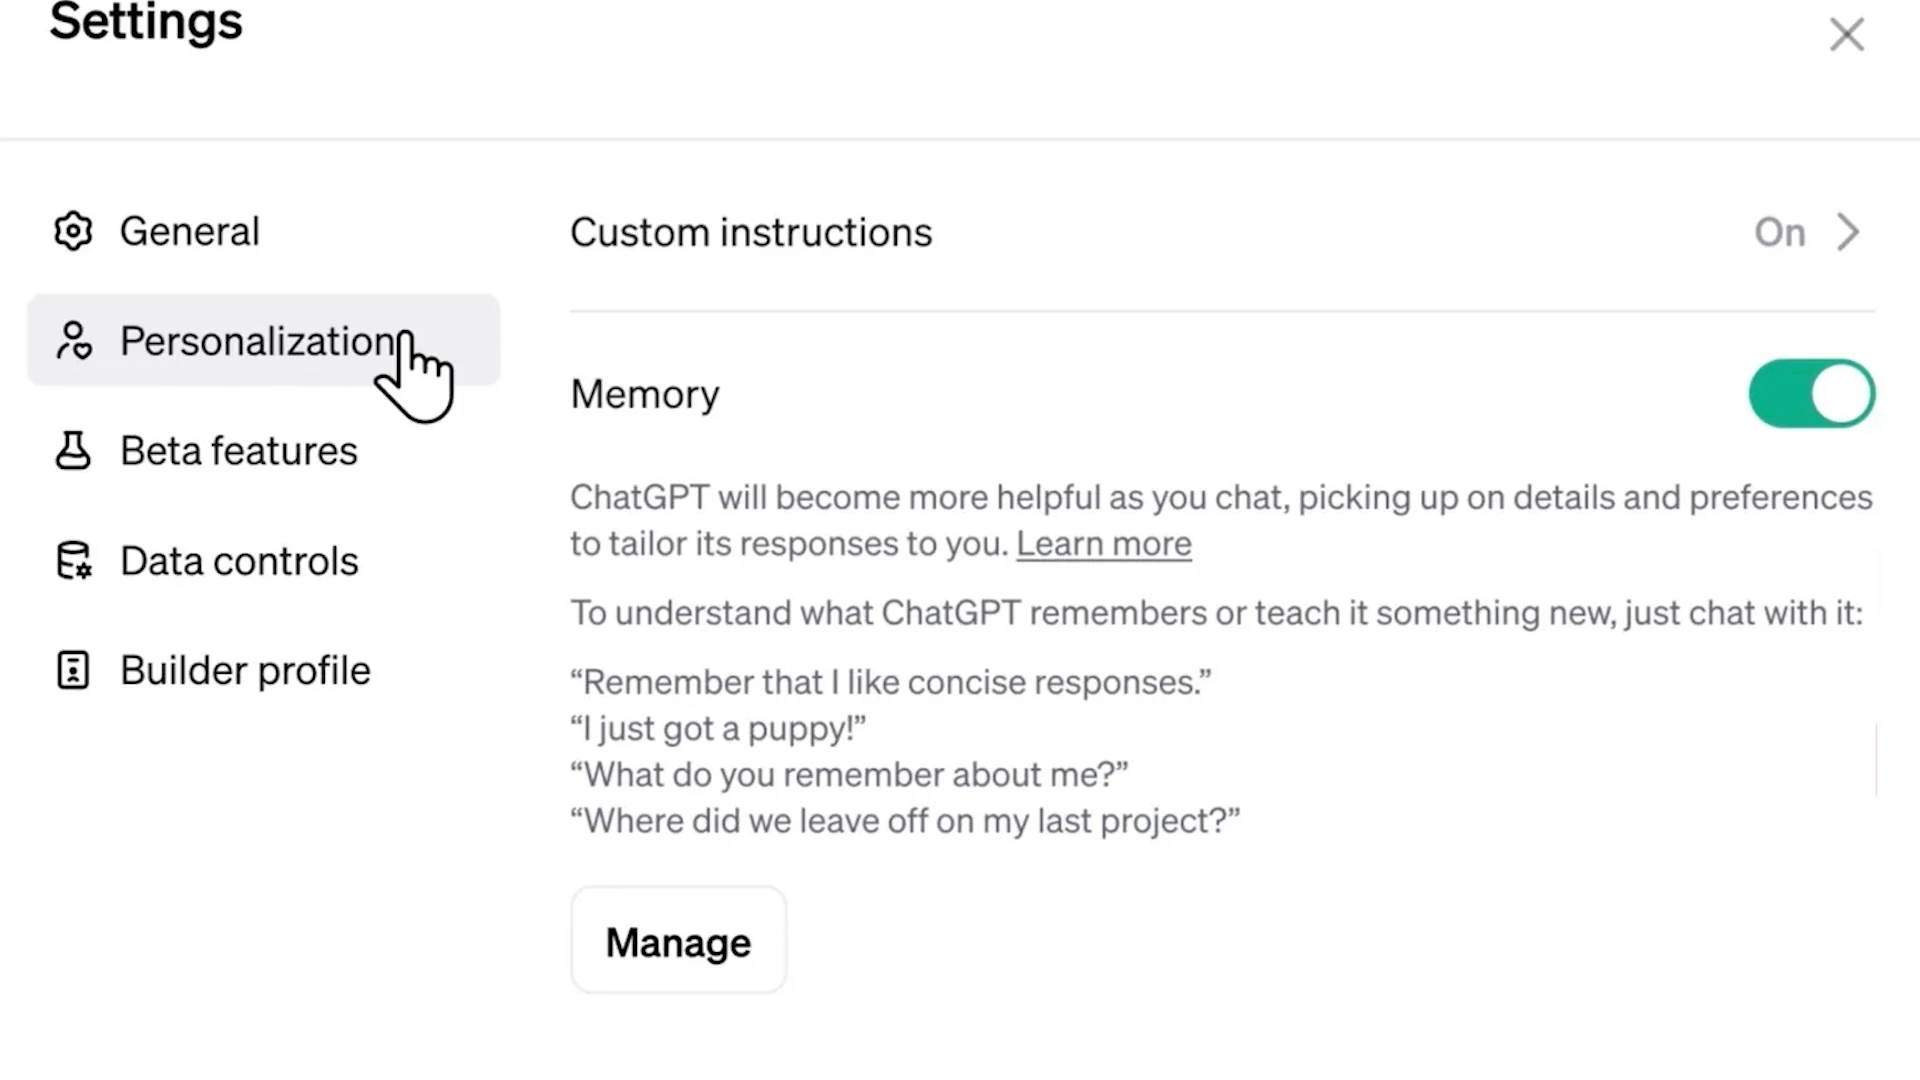 Settings
General
Personalization
Beta features
Data controls
Builder profile
Custom instructions
On
Memory
ChatGPT will become more helpful as you chat, picking up on details and preferences
to tailor its responses to you. Learn more
To understand what ChatGPT remembers or teach it something new, just chat with it:
“Remember that I like concise responses.”
“I just got a puppy!”
“What do you remember about me?”
“Where did we leave off on my last project?”
Manage